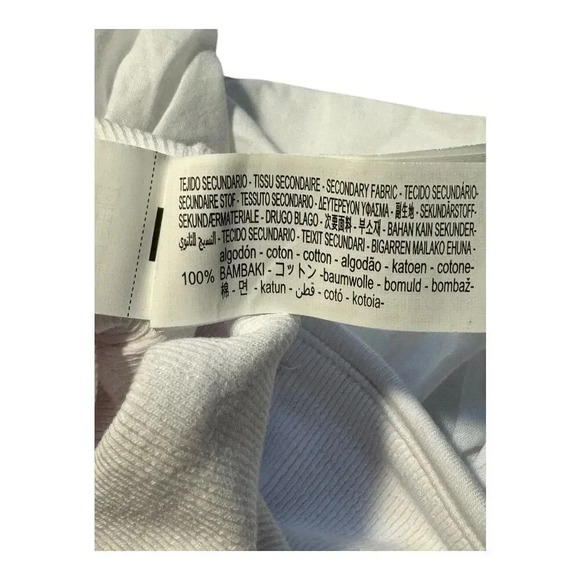 TEJIDO SECUNDARIO - TISSU SECONDAIRE - SECONDARY FABRIC - TECIDO SECUNDÁRIO-
SECUNDAIRE STOF - TESSUTO SECONDARIO - ΔΕΥΤΕΡΕΥΟΝ ΥΦΑΣΜΑ - 副生地 - SEKUNDÄRSTOFF-
SEKUNDÆRMATERIALE - DRUGO BLAGO - 次要面料 - 부소재 - BAHAN KAIN SEKUNDER-
النسيج الثانوي - TECIDO SECUNDARIO - TEIXIT SECUNDARI - BIGARREN MAILAKO EHUNA -
algodón - coton - cotton - algodão - katoen - cotone-
100% BAMBAKI - コットン -baumwolle - bomuld - bombaž-
棉 - 면 - katun - قطن - cotó - kotoia-